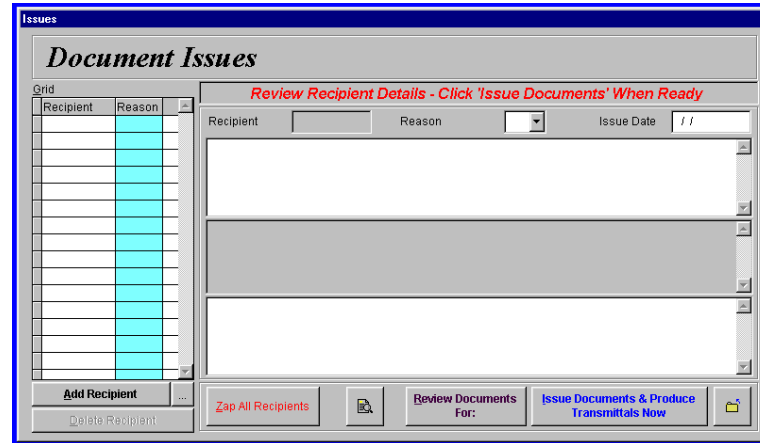 Issues
Document Issues
Grid
Recipient Reason
Review Recipient Details - Click 'Issue Documents' When Ready
Recipient Reason Issue Date / /
Add Recipient ...
Delete Recipient
Zap All Recipients
Review Documents
For:
Issue Documents & Produce
Transmittals Now